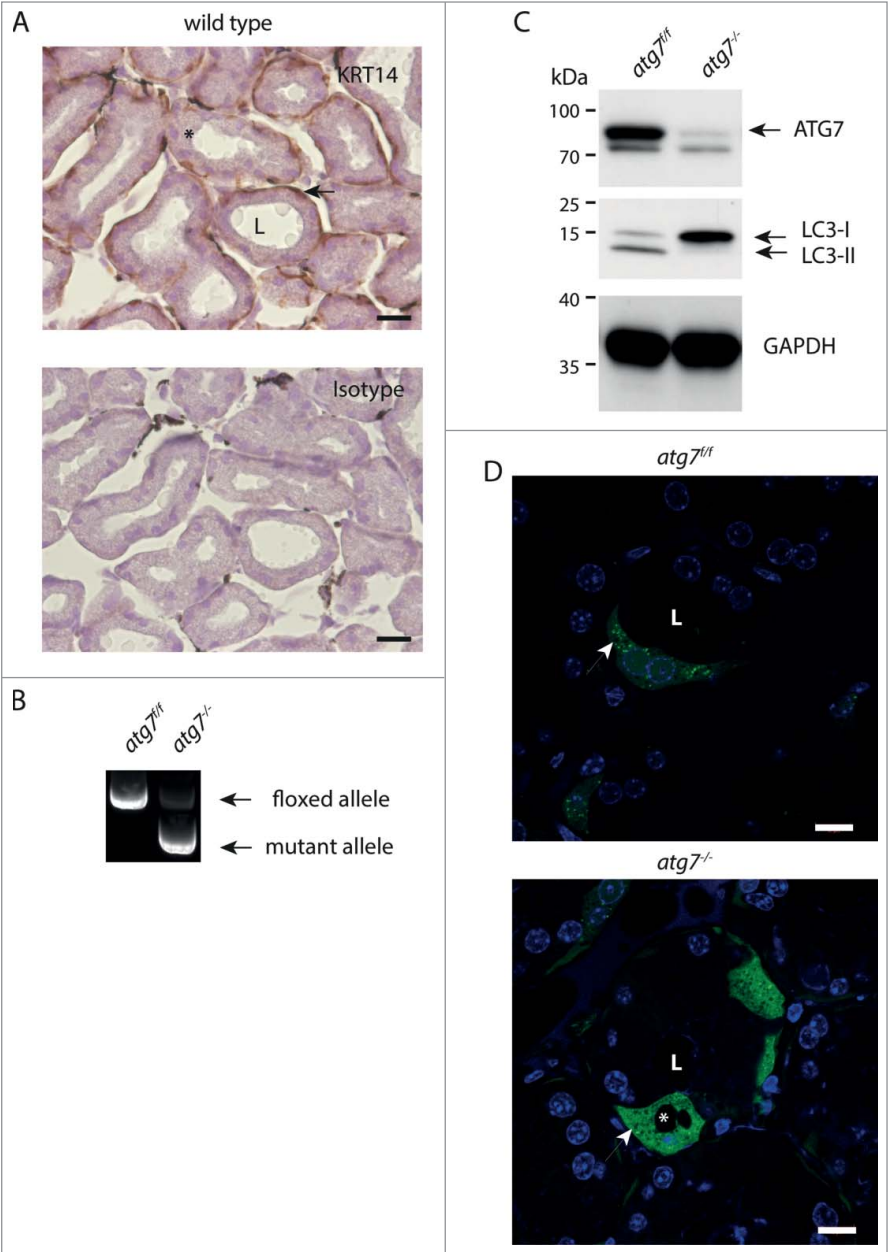 A
wild type
KRT14
*
L
Isotype
B
atg7f/f
atg7-/-
floxed allele
mutant allele
C
atg7f/f
atg7-/-
kDa
100
70
ATG7
25
15
LC3-I
LC3-II
40
35
GAPDH
D
atg7f/f
L
atg7-/-
L
*